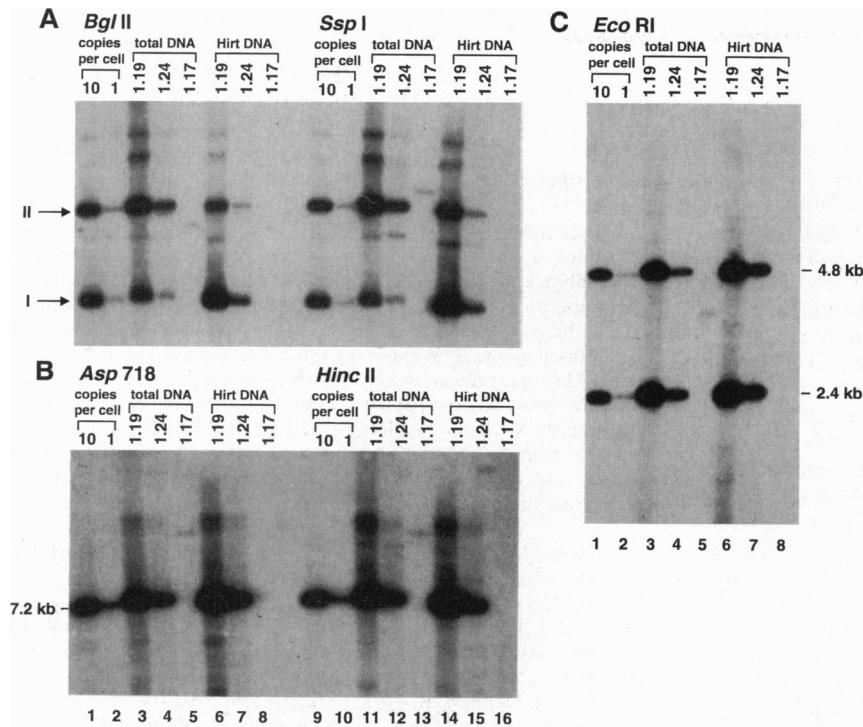 A
Bgl II
Ssp I
copies per cell
total DNA
Hirt DNA
copies per cell
total DNA
Hirt DNA
10 1 1.19 1.24 1.17 1.19 1.24 1.17 10 1 1.19 1.24 1.17 1.19 1.24 1.17
II
I
B
Asp 718
Hinc II
copies per cell
total DNA
Hirt DNA
copies per cell
total DNA
Hirt DNA
10 1 1.19 1.24 1.17 1.19 1.24 1.17 10 1 1.19 1.24 1.17 1.19 1.24 1.17
7.2 kb
1 2 3 4 5 6 7 8 9 10 11 12 13 14 15 16
C
Eco RI
copies per cell
total DNA
Hirt DNA
10 1 1.19 1.24 1.17 1.19 1.24 1.17
4.8 kb
2.4 kb
1 2 3 4 5 6 7 8